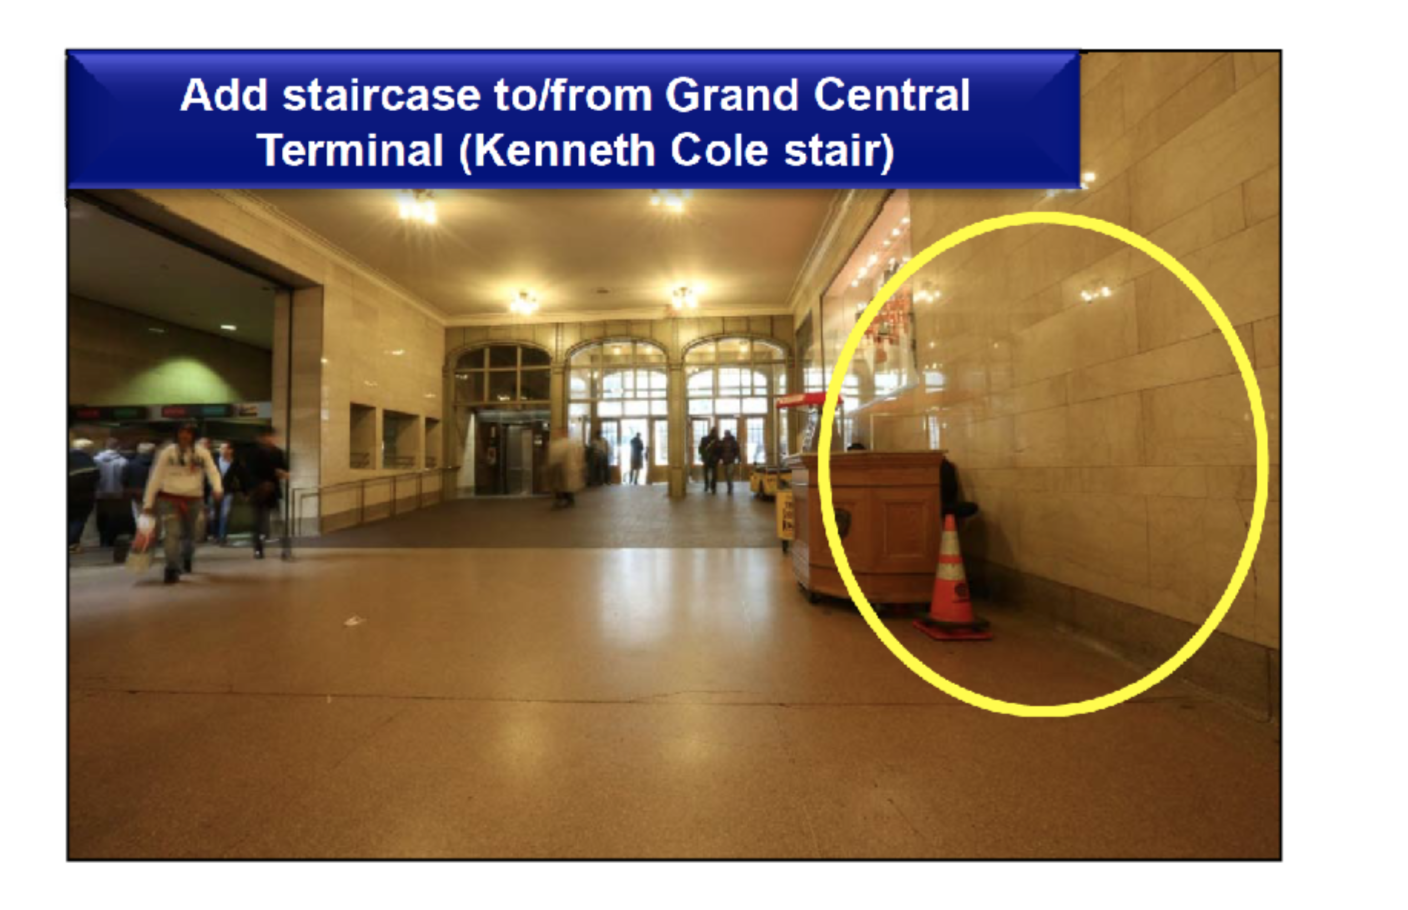 Add staircase to/from Grand Central
Terminal (Kenneth Cole stair)